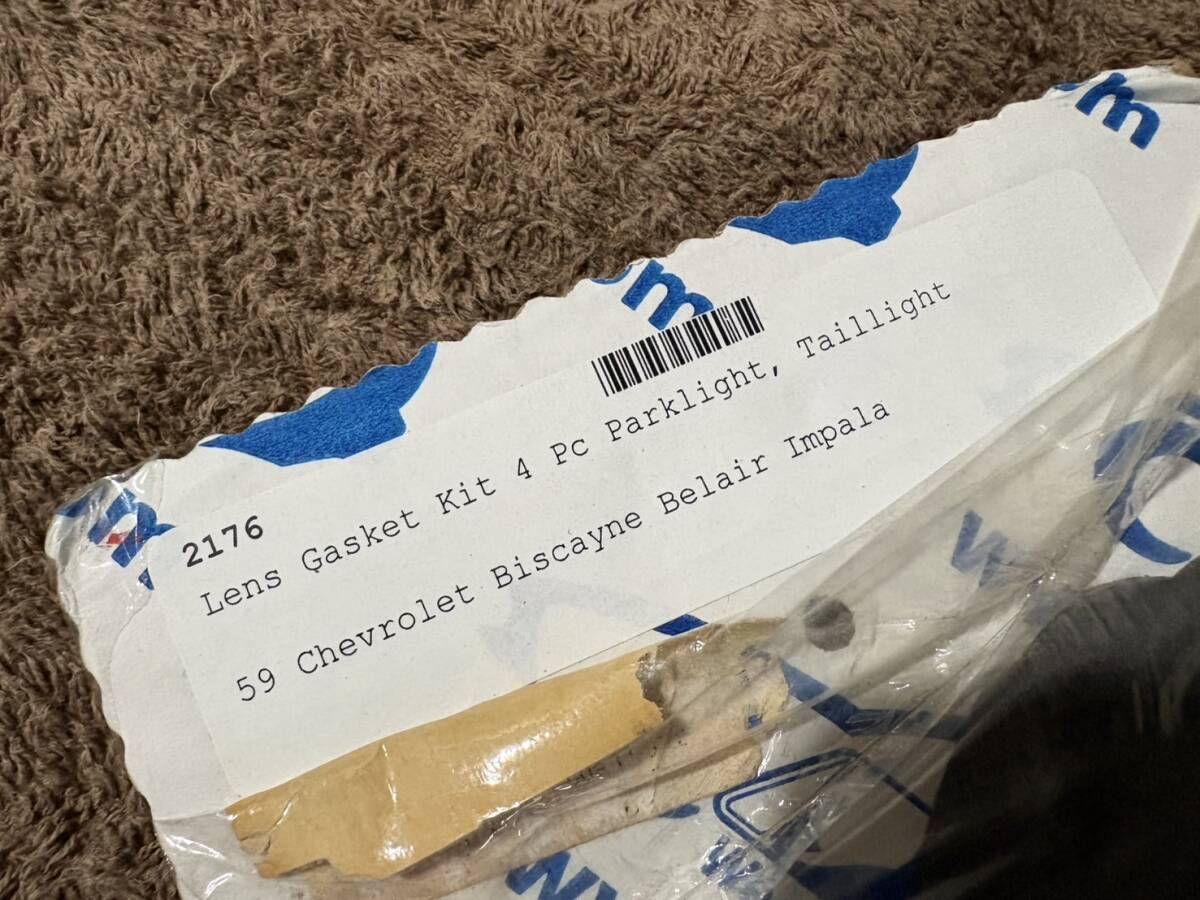 2176
Lens Gasket Kit 4 Pc Parklight, Taillight
59 Chevrolet Biscayne Belair Impala